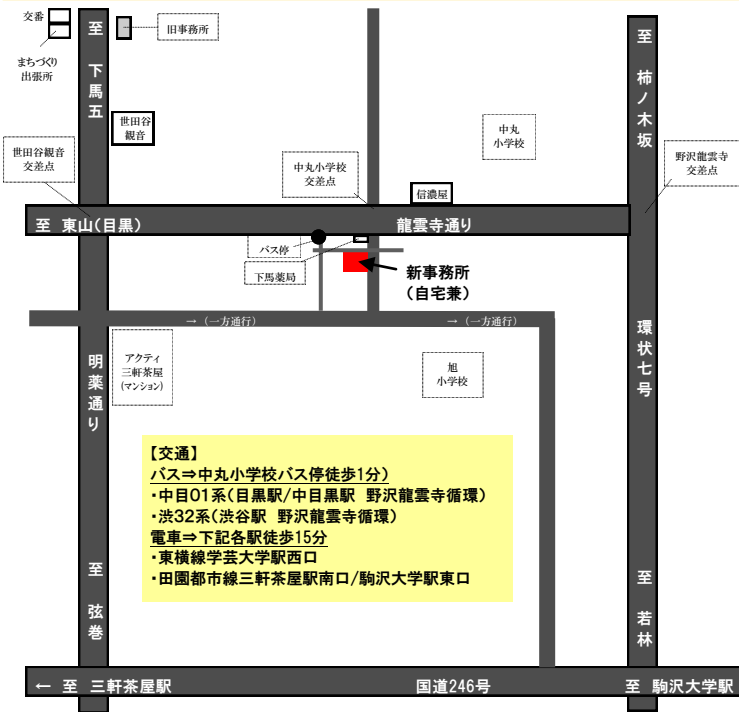 交番
まちづくり
出張所
至 下馬五
旧事務所
世田谷
観音
世田谷観音
交差点
中丸小学校
交差点
中丸
小学校
信濃屋
至 柿ノ木坂
野沢龍雲寺
交差点
至 東山(目黒)
龍雲寺通り
バス停
下馬薬局
新事務所
(自宅兼)
→ (一方通行)
→ (一方通行)
アクティ
三軒茶屋
(マンション)
明薬通り
旭
小学校
環状七号
【交通】
バス⇒中丸小学校バス停徒歩1分)
・中目01系(目黒駅/中目黒駅 野沢龍雲寺循環)
・渋32系(渋谷駅 野沢龍雲寺循環)
電車⇒下記各駅徒歩15分
・東横線学芸大学駅西口
・田園都市線三軒茶屋駅南口/駒沢大学駅東口
至 弦巻
至 若林
← 至 三軒茶屋駅
国道246号
至 駒沢大学駅